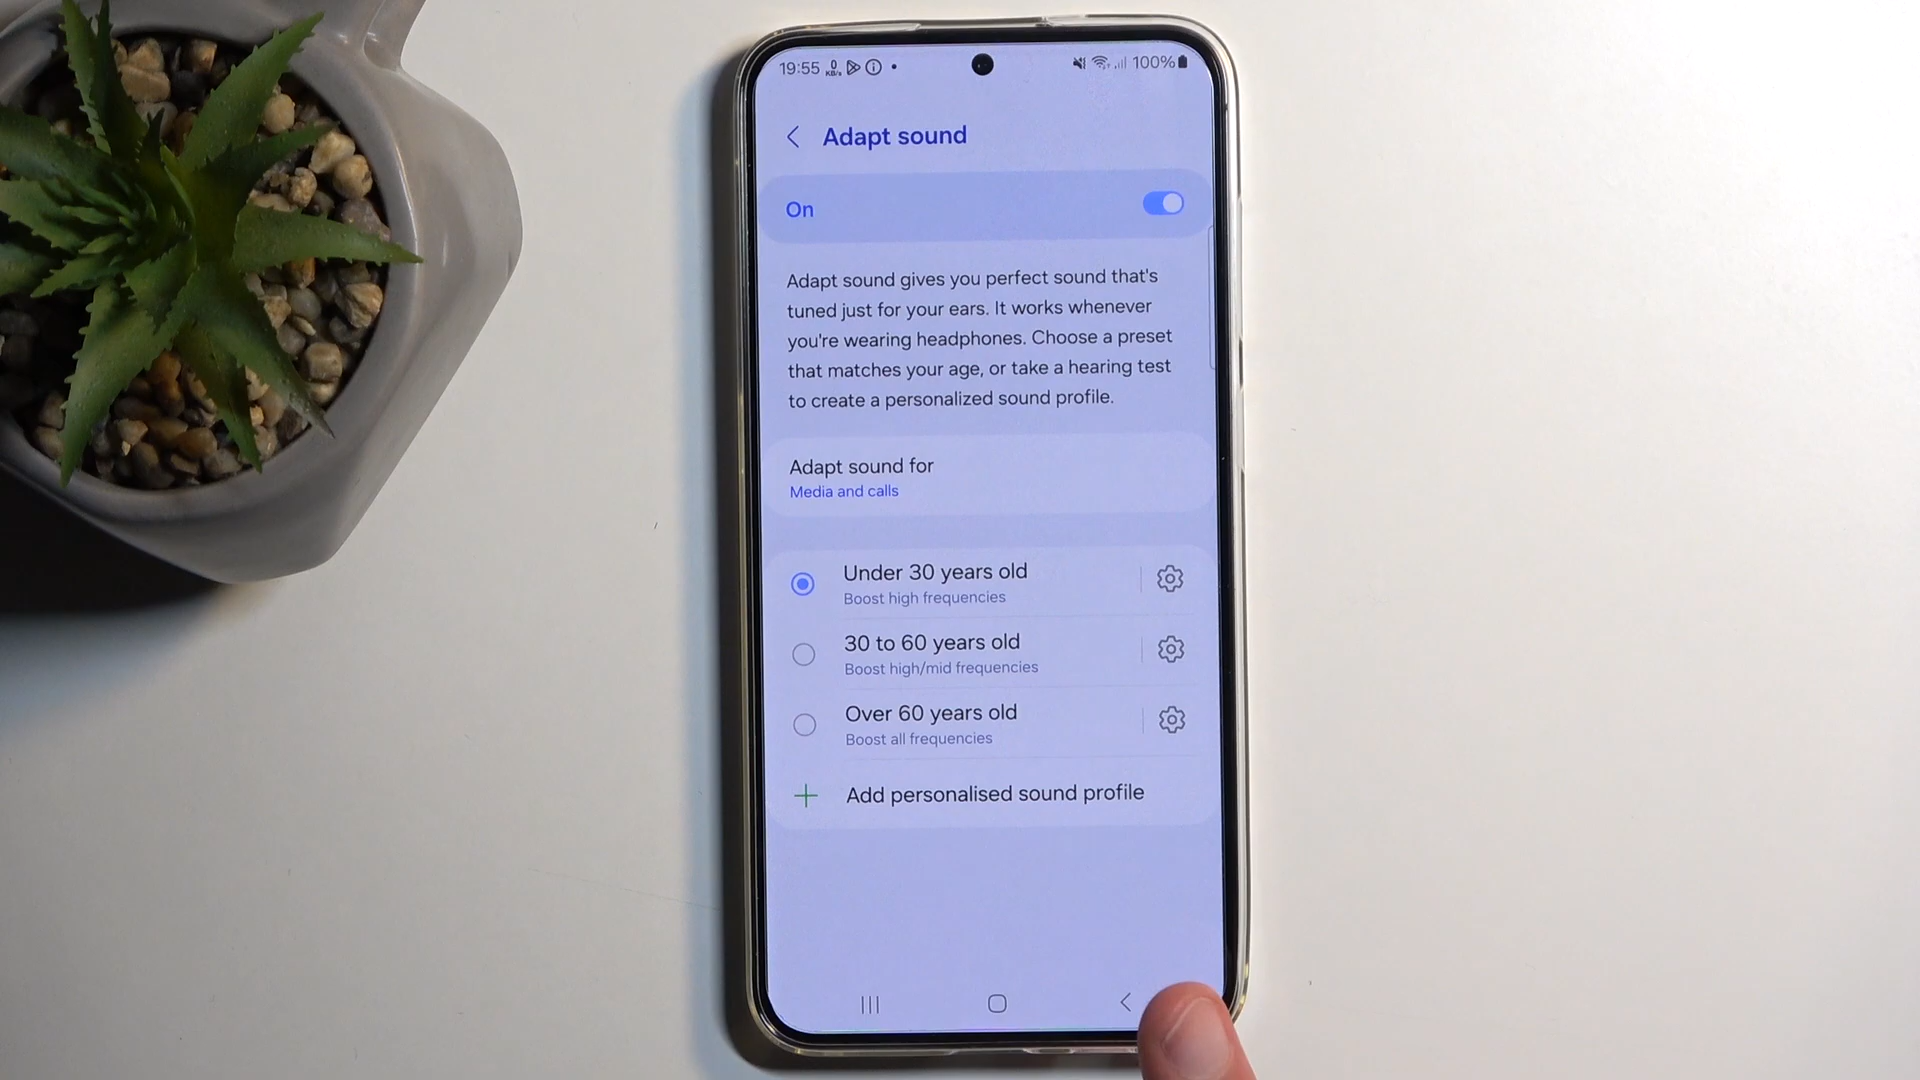 19:55 0 KB/s 100%
Adapt sound
On
Adapt sound gives you perfect sound that's
tuned just for your ears. It works whenever
you're wearing headphones. Choose a preset
that matches your age, or take a hearing test
to create a personalized sound profile.
Adapt sound for
Media and calls
Under 30 years old
Boost high frequencies
30 to 60 years old
Boost high/mid frequencies
Over 60 years old
Boost all frequencies
Add personalised sound profile